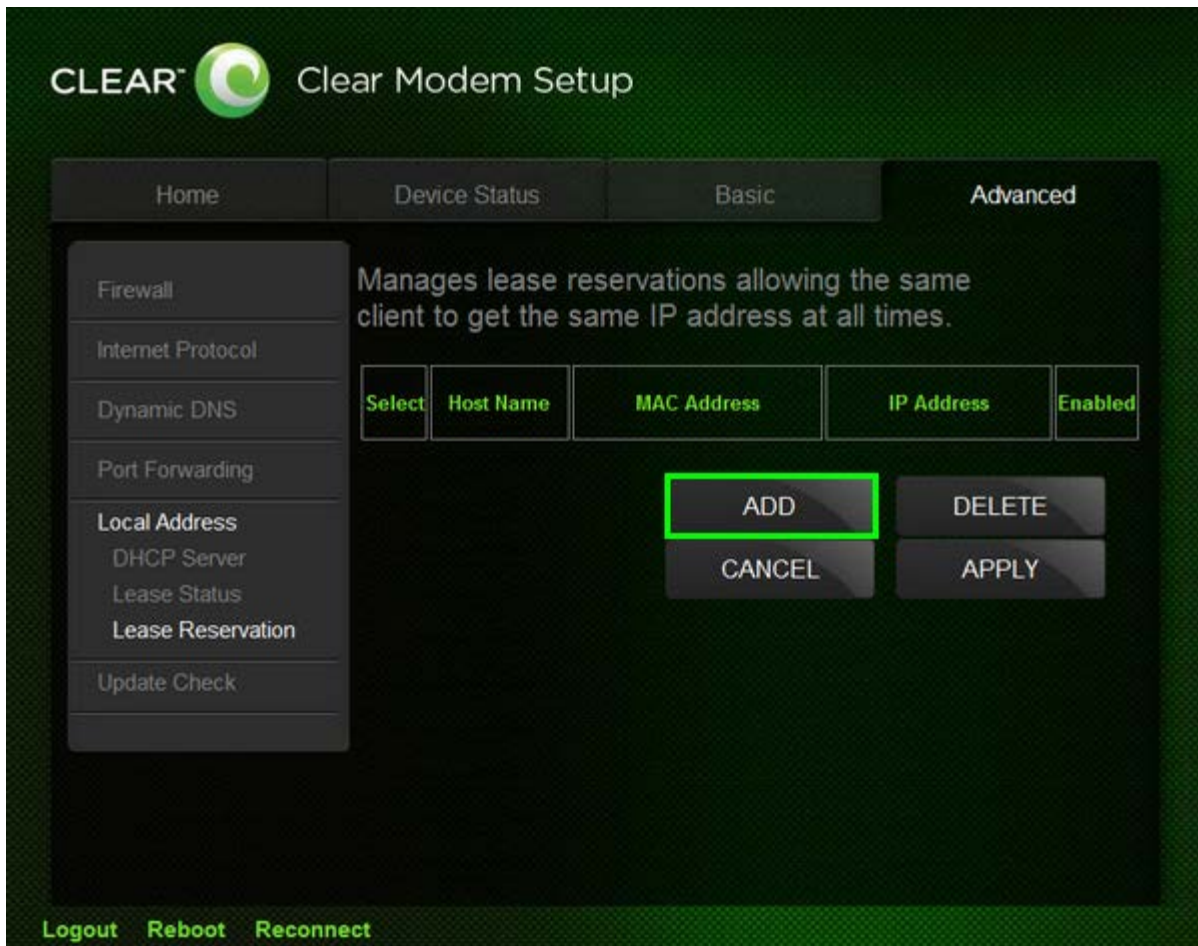 CLEAR™ Clear Modem Setup
Home Device Status Basic Advanced
Firewall
Internet Protocol
Dynamic DNS
Port Forwarding
Local Address
DHCP Server
Lease Status
Lease Reservation
Update Check
Manages lease reservations allowing the same
client to get the same IP address at all times.
Select Host Name MAC Address IP Address Enabled
ADD DELETE
CANCEL APPLY
Logout Reboot Reconnect